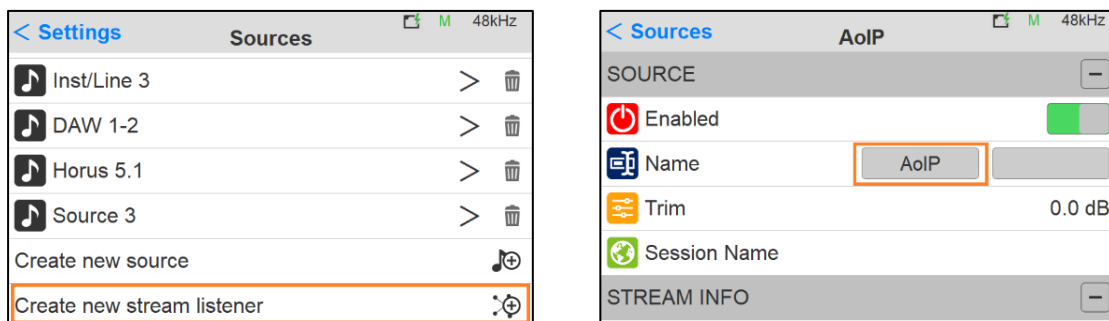 < Settings
Sources
M 48kHz
Inst/Line 3 >
DAW 1-2 >
Horus 5.1 >
Source 3 >
Create new source
Create new stream listener
< Sources
AoIP
M 48kHz
SOURCE
Enabled
Name AoIP
Trim 0.0 dB
Session Name
STREAM INFO